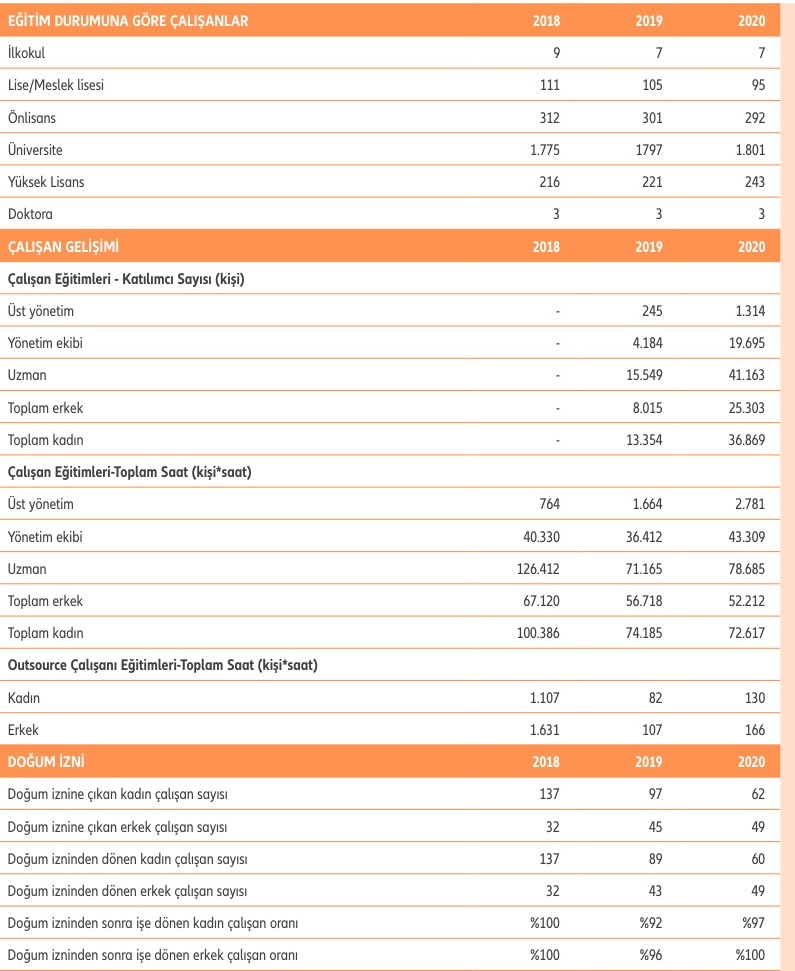 EĞİTİM DURUMUNA GÖRE ÇALIŞANLAR 2018 2019 2020
İlkokul 9 7 7
Lise/Meslek lisesi 111 105 95
Önlisans 312 301 292
Üniversite 1.775 1797 1.801
Yüksek Lisans 216 221 243
Doktora 3 3 3
ÇALIŞAN GELİŞİMİ 2018 2019 2020
Çalışan Eğitimleri - Katılımcı Sayısı (kişi)
Üst yönetim - 245 1.314
Yönetim ekibi - 4.184 19.695
Uzman - 15.549 41.163
Toplam erkek - 8.015 25.303
Toplam kadın - 13.354 36.869
Çalışan Eğitimleri-Toplam Saat (kişi*saat)
Üst yönetim 764 1.664 2.781
Yönetim ekibi 40.330 36.412 43.309
Uzman 126.412 71.165 78.685
Toplam erkek 67.120 56.718 52.212
Toplam kadın 100.386 74.185 72.617
Outsource Çalışanı Eğitimleri-Toplam Saat (kişi*saat)
Kadın 1.107 82 130
Erkek 1.631 107 166
DOĞUM İZNİ 2018 2019 2020
Doğum iznine çıkan kadın çalışan sayısı 137 97 62
Doğum iznine çıkan erkek çalışan sayısı 32 45 49
Doğum izninden dönen kadın çalışan sayısı 137 89 60
Doğum izninden dönen erkek çalışan sayısı 32 43 49
Doğum izninden sonra işe dönen kadın çalışan oranı %100 %92 %97
Doğum izninden sonra işe dönen erkek çalışan oranı %100 %96 %100